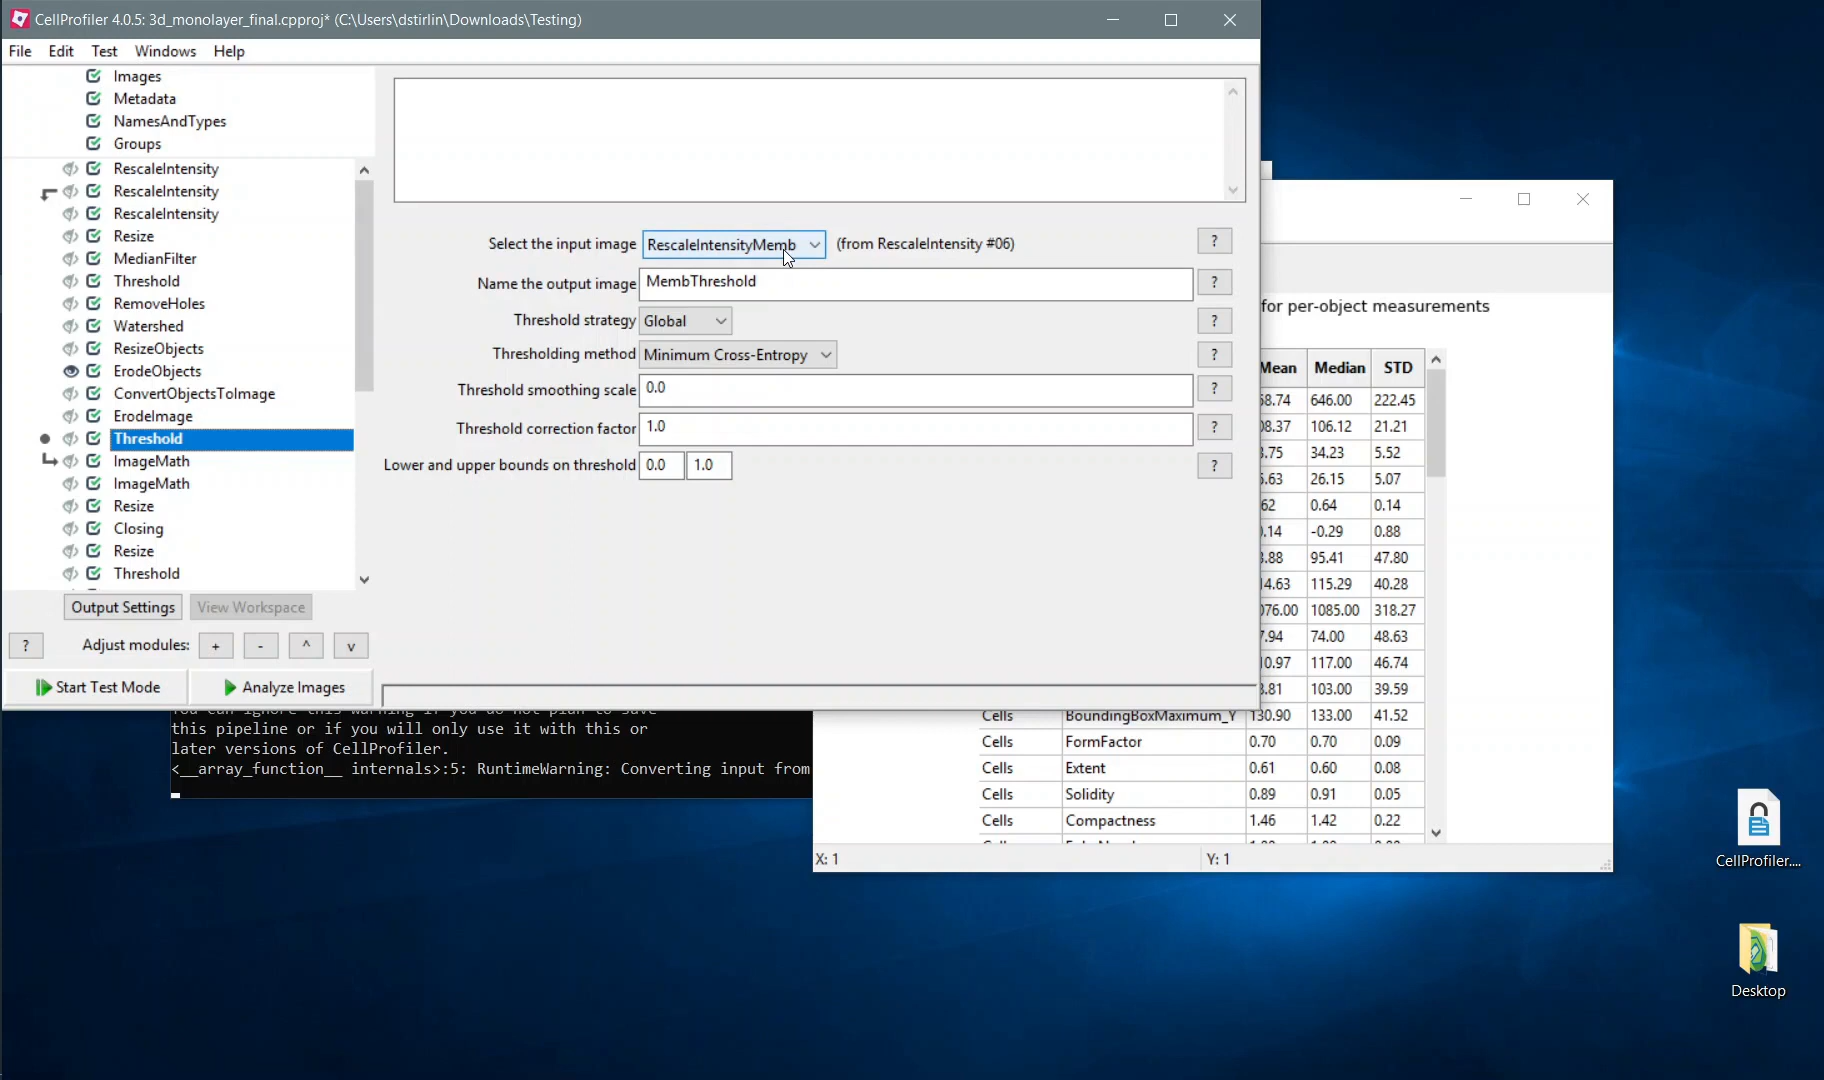 CellProfiler 4.0.5: 3d_monolayer_final.cpproj* (C:\Users\dstirlin\Downloads\Testing)
File Edit Test Windows Help
Images
Metadata
NamesAndTypes
Groups
RescaleIntensity
RescaleIntensity
RescaleIntensity
Resize
MedianFilter
Threshold
RemoveHoles
Watershed
ResizeObjects
ErodeObjects
ConvertObjectsToImage
ErodeImage
Threshold
ImageMath
ImageMath
Resize
Closing
Resize
Threshold
Output Settings View Workspace
? Adjust modules: + - ^ v
Start Test Mode Analyze Images
Select the input image RescaleIntensityMemb (from RescaleIntensity #06) ?
Name the output image MembThreshold ?
Threshold strategy Global ?
Thresholding method Minimum Cross-Entropy ?
Threshold smoothing scale 0.0 ?
Threshold correction factor 1.0 ?
Lower and upper bounds on threshold 0.0 1.0 ?
this pipeline or if you will only use it with this or
later versions of CellProfiler.
<__array_function__ internals>:5: RuntimeWarning: Converting input from
for per-object measurements
Mean Median STD
646.00 222.45
106.12 21.21
34.23 5.52
26.15 5.07
0.64 0.14
-0.29 0.88
95.41 47.80
115.29 40.28
1085.00 318.27
74.00 48.63
117.00 46.74
103.00 39.59
Cells BoundingBoxMaximum_Y 130.90 133.00 41.52
Cells FormFactor 0.70 0.70 0.09
Cells Extent 0.61 0.60 0.08
Cells Solidity 0.89 0.91 0.05
Cells Compactness 1.46 1.42 0.22
X: 1 Y: 1
CellProfiler....
Desktop